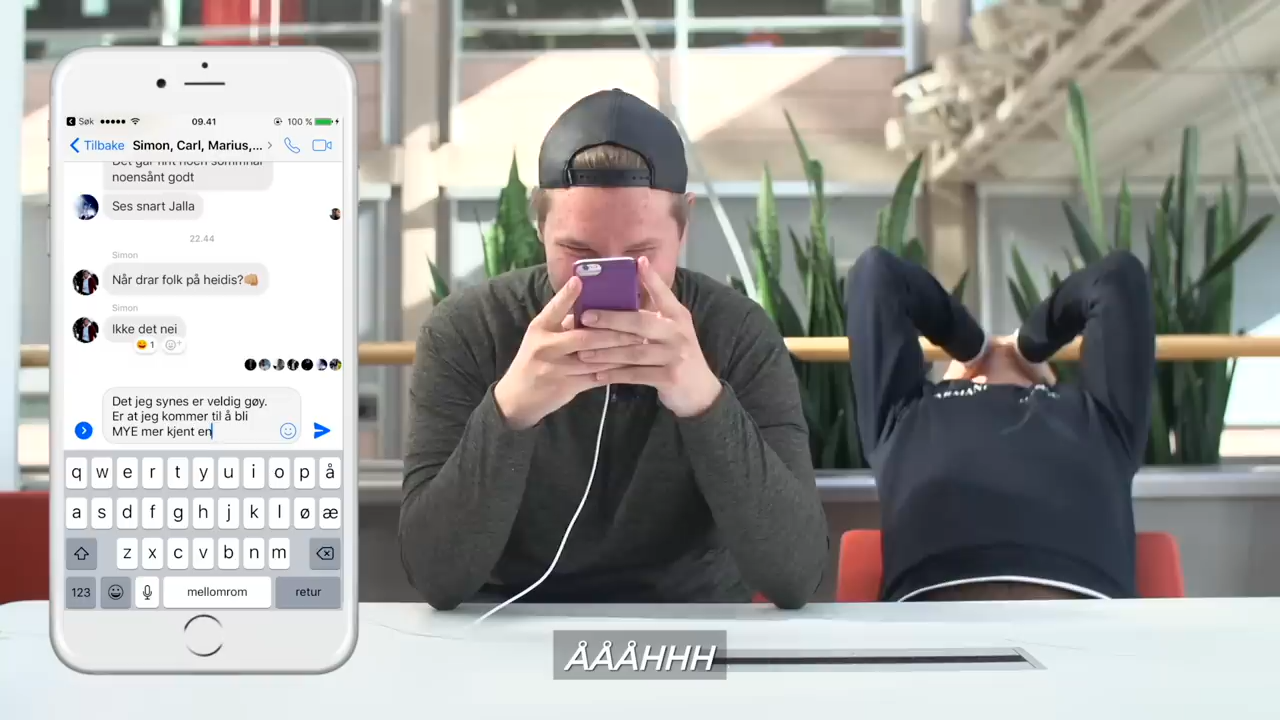 Søk
09.41
100 %
Tilbake
Simon, Carl, Marius,...
noensånt godt
Ses snart Jalla
22.44
Simon
Når drar folk på heidis?👊🏼
Simon
Ikke det nei
😝 1
Det jeg synes er veldig gøy.
Er at jeg kommer til å bli
MYE mer kjent en
q w e r t y u i o p å
a s d f g h j k l ø æ
z x c v b n m
123
mellomrom
retur
ARMANI
ÅÅÅHHH